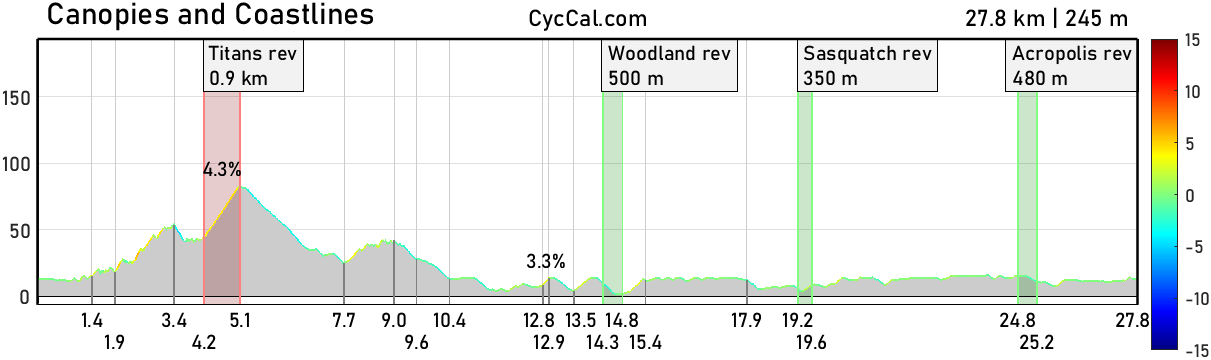 Canopies and Coastlines
CycCal.com
27.8 km | 245 m
Titans rev
0.9 km
Woodland rev
500 m
Sasquatch rev
350 m
Acropolis rev
480 m
15
10
5
0
−5
−10
−15
150
100
50
0
4.3%
3.3%
1.4 3.4 5.1 7.7 9.0 10.4 12.8 13.5 14.8 17.9 19.2 24.8 27.8
1.9 4.2 9.6 12.9 14.3 15.4 19.6 25.2